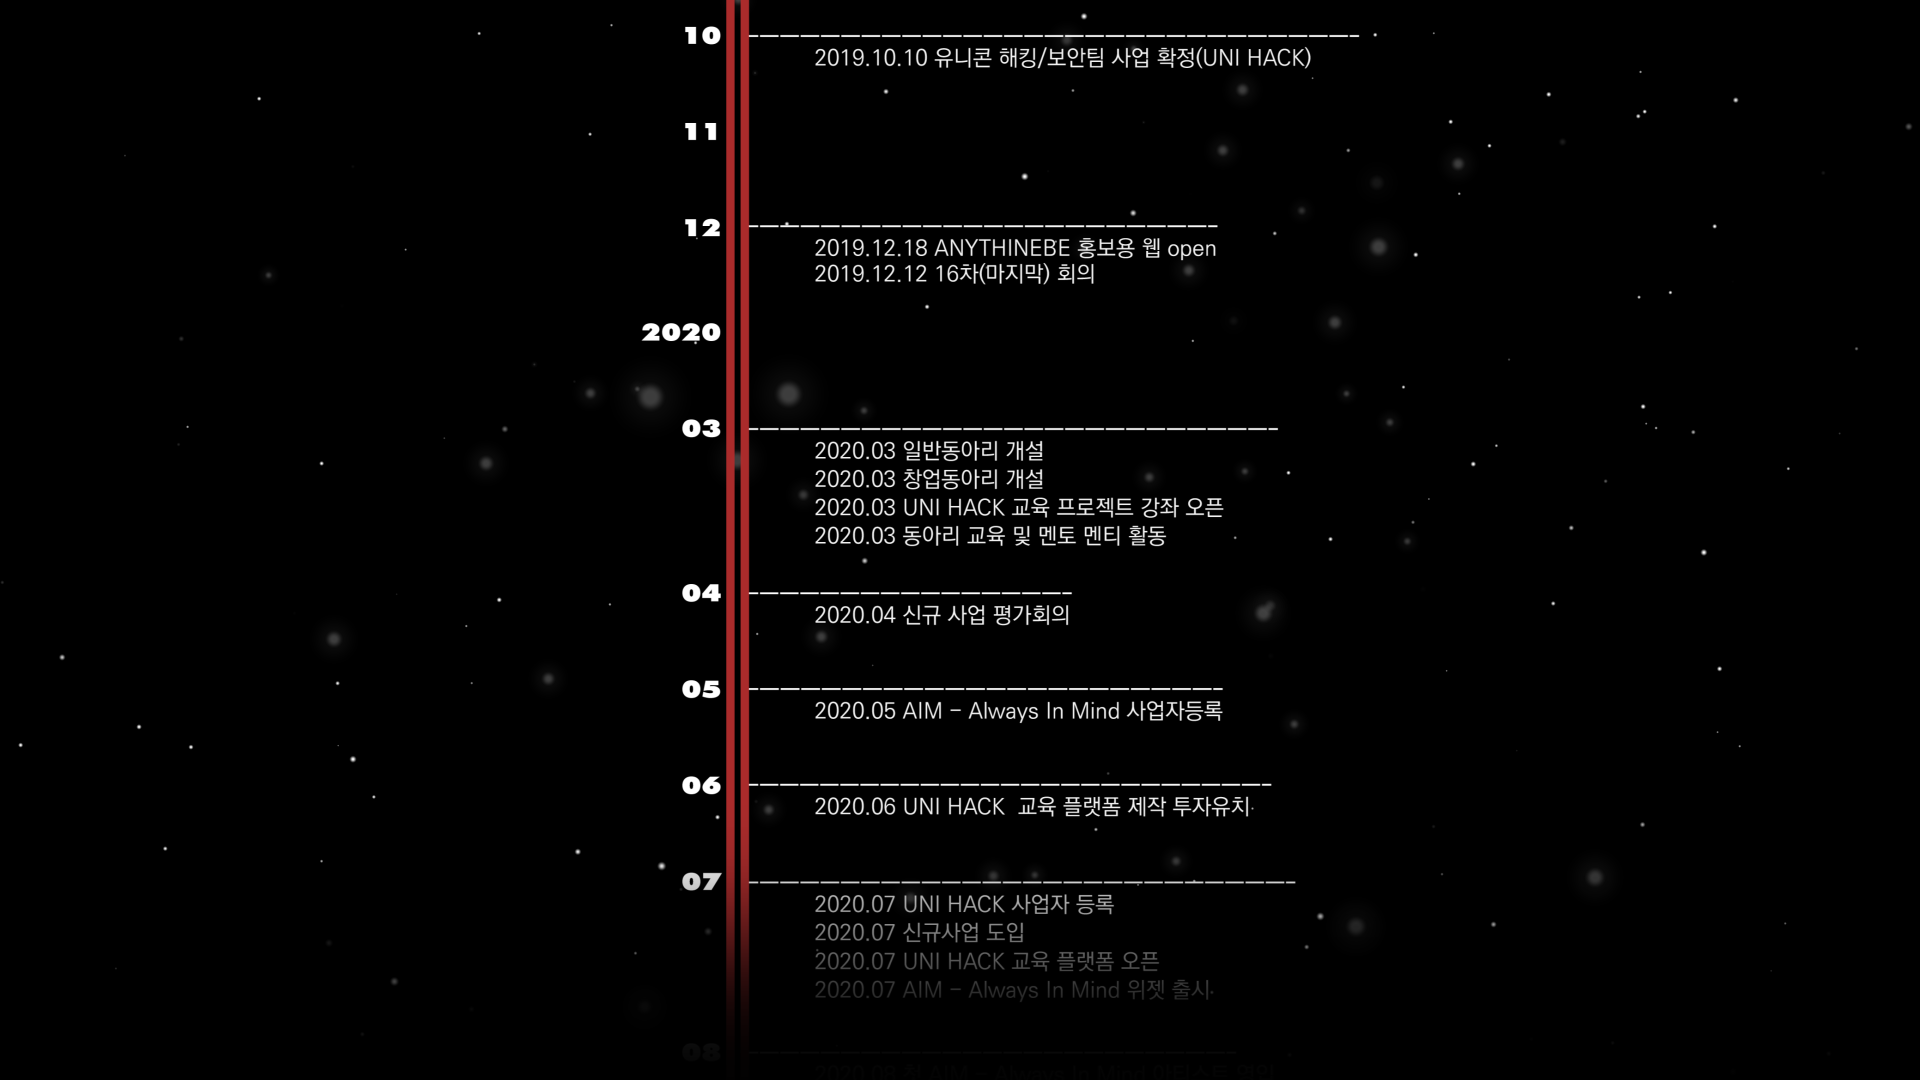 10
2019.10.10 유니콘 해킹/보안팀 사업 확정(UNI HACK)
11
12
2019.12.18 ANYTHINEBE 홍보용 웹 open
2019.12.12 16차(마지막) 회의
2020
03
2020.03 일반동아리 개설
2020.03 창업동아리 개설
2020.03 UNI HACK 교육 프로젝트 강좌 오픈
2020.03 동아리 교육 및 멘토 멘티 활동
04
2020.04 신규 사업 평가회의
05
2020.05 AIM - Always In Mind 사업자등록
06
2020.06 UNI HACK  교육 플랫폼 제작 투자유치
07
2020.07 UNI HACK 사업자 등록
2020.07 신규사업 도입
2020.07 UNI HACK 교육 플랫폼 오픈
2020.07 AIM - Always In Mind 위젯 출시
08
2020.08 첫 AIM - Always In Mind